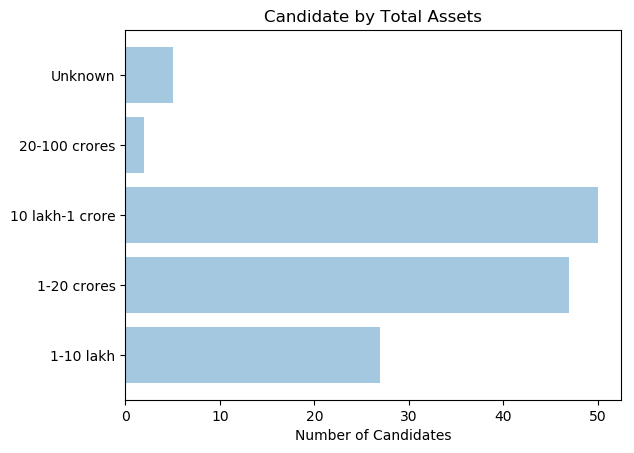 Candidate by Total Assets
Unknown
20-100 crores
10 lakh-1 crore
1-20 crores
1-10 lakh
0 10 20 30 40 50
Number of Candidates